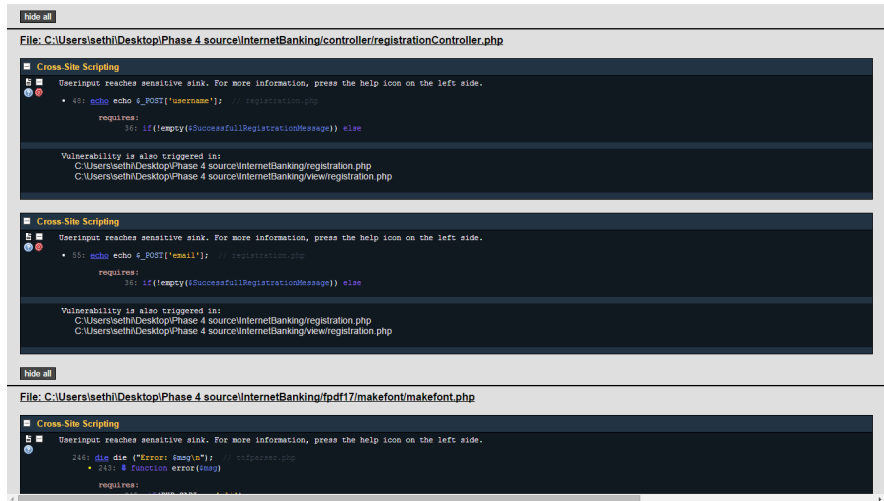 hide all
File: C:\Users\sethi\Desktop\Phase 4 source\InternetBanking/controller/registrationController.php
Cross-Site Scripting
Userinput reaches sensitive sink. For more information, press the help icon on the left side.
• 48: echo echo $_POST['username']; // registration.php
requires:
36: if(!empty($SuccessfullRegistrationMessage)) else
Vulnerability is also triggered in:
C:\Users\sethi\Desktop\Phase 4 source\InternetBanking/registration.php
C:\Users\sethi\Desktop\Phase 4 source\InternetBanking/view/registration.php
Cross-Site Scripting
Userinput reaches sensitive sink. For more information, press the help icon on the left side.
• 55: echo echo $_POST['email']; // registration.php
requires:
36: if(!empty($SuccessfullRegistrationMessage)) else
Vulnerability is also triggered in:
C:\Users\sethi\Desktop\Phase 4 source\InternetBanking/registration.php
C:\Users\sethi\Desktop\Phase 4 source\InternetBanking/view/registration.php
hide all
File: C:\Users\sethi\Desktop\Phase 4 source\InternetBanking/fpdf17/makefont/makefont.php
Cross-Site Scripting
Userinput reaches sensitive sink. For more information, press the help icon on the left side.
246: die die ("Error: $msg\n"); // ttfparser.php
• 243: function error($msg)
requires: